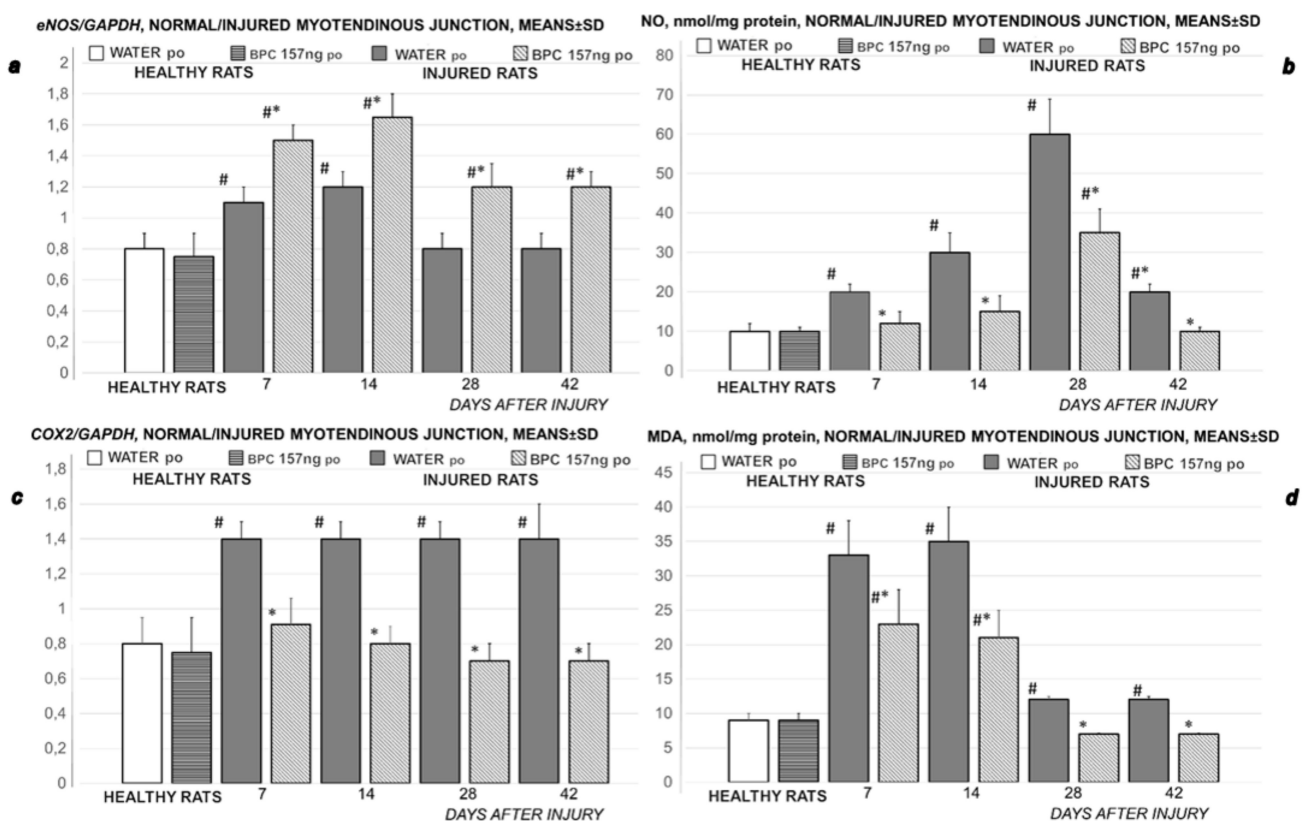 eNOS/GAPDH, NORMAL/INJURED MYOTENDINOUS JUNCTION, MEANS±SD
WATER po BPC 157ng po WATER po BPC 157ng po
HEALTHY RATS INJURED RATS
a
2
1,8
1,6
1,4
1,2
1
0,8
0,6
0,4
0,2
0
# #* # #* #* #*
HEALTHY RATS 7 14 28 42
DAYS AFTER INJURY
NO, nmol/mg protein, NORMAL/INJURED MYOTENDINOUS JUNCTION, MEANS±SD
WATER po BPC 157ng po WATER po BPC 157ng po
HEALTHY RATS INJURED RATS
b
80
70
60
50
40
30
20
10
0
# * # * # #* #* *
HEALTHY RATS 7 14 28 42
DAYS AFTER INJURY
COX2/GAPDH, NORMAL/INJURED MYOTENDINOUS JUNCTION, MEANS±SD
WATER po BPC 157ng po WATER po BPC 157ng po
HEALTHY RATS INJURED RATS
c
1,8
1,6
1,4
1,2
1
0,8
0,6
0,4
0,2
0
# * # * # * # *
HEALTHY RATS 7 14 28 42
DAYS AFTER INJURY
MDA, nmol/mg protein, NORMAL/INJURED MYOTENDINOUS JUNCTION, MEANS±SD
WATER po BPC 157ng po WATER po BPC 157ng po
HEALTHY RATS INJURED RATS
d
45
40
35
30
25
20
15
10
5
0
# #* # #* # * # *
HEALTHY RATS 7 14 28 42
DAYS AFTER INJURY